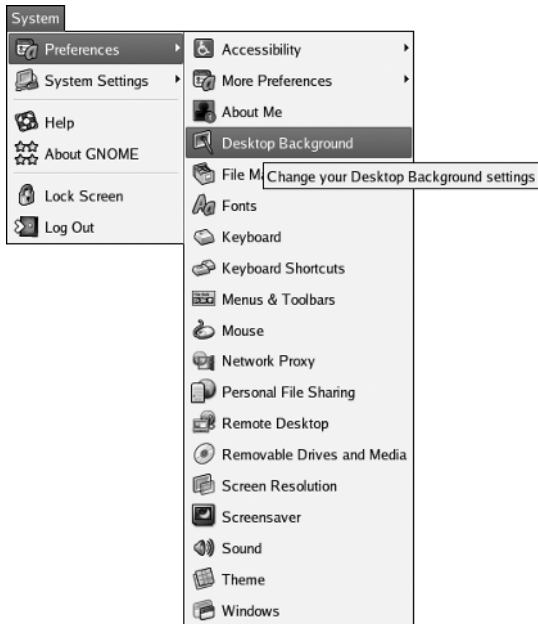 System
Preferences
System Settings
Help
About GNOME
Lock Screen
Log Out
Accessibility
More Preferences
About Me
Desktop Background
File Ma
Change your Desktop Background settings
Fonts
Keyboard
Keyboard Shortcuts
Menus & Toolbars
Mouse
Network Proxy
Personal File Sharing
Remote Desktop
Removable Drives and Media
Screen Resolution
Screensaver
Sound
Theme
Windows